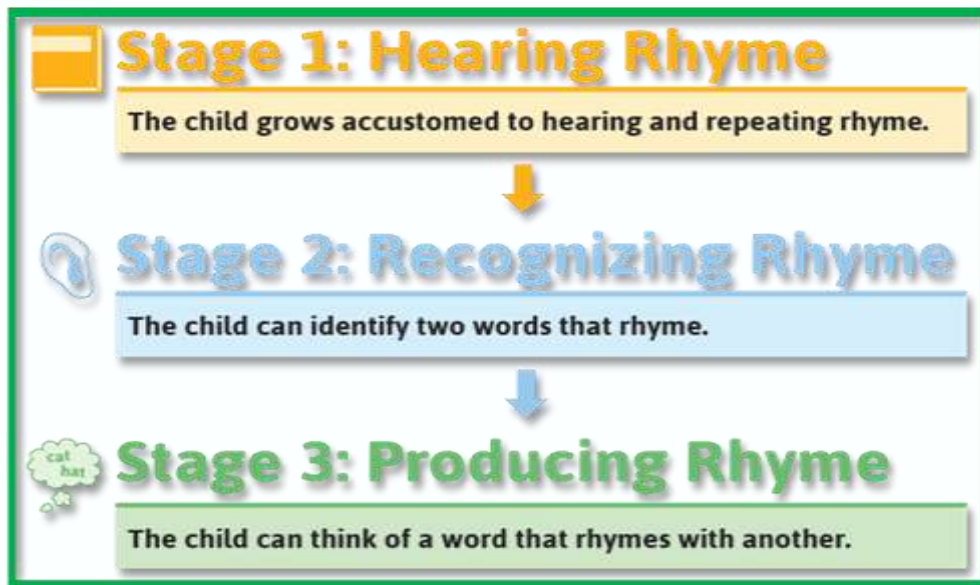 Stage 1: Hearing Rhyme
The child grows accustomed to hearing and repeating rhyme.
Stage 2: Recognizing Rhyme
The child can identify two words that rhyme.
cat
hat
Stage 3: Producing Rhyme
The child can think of a word that rhymes with another.